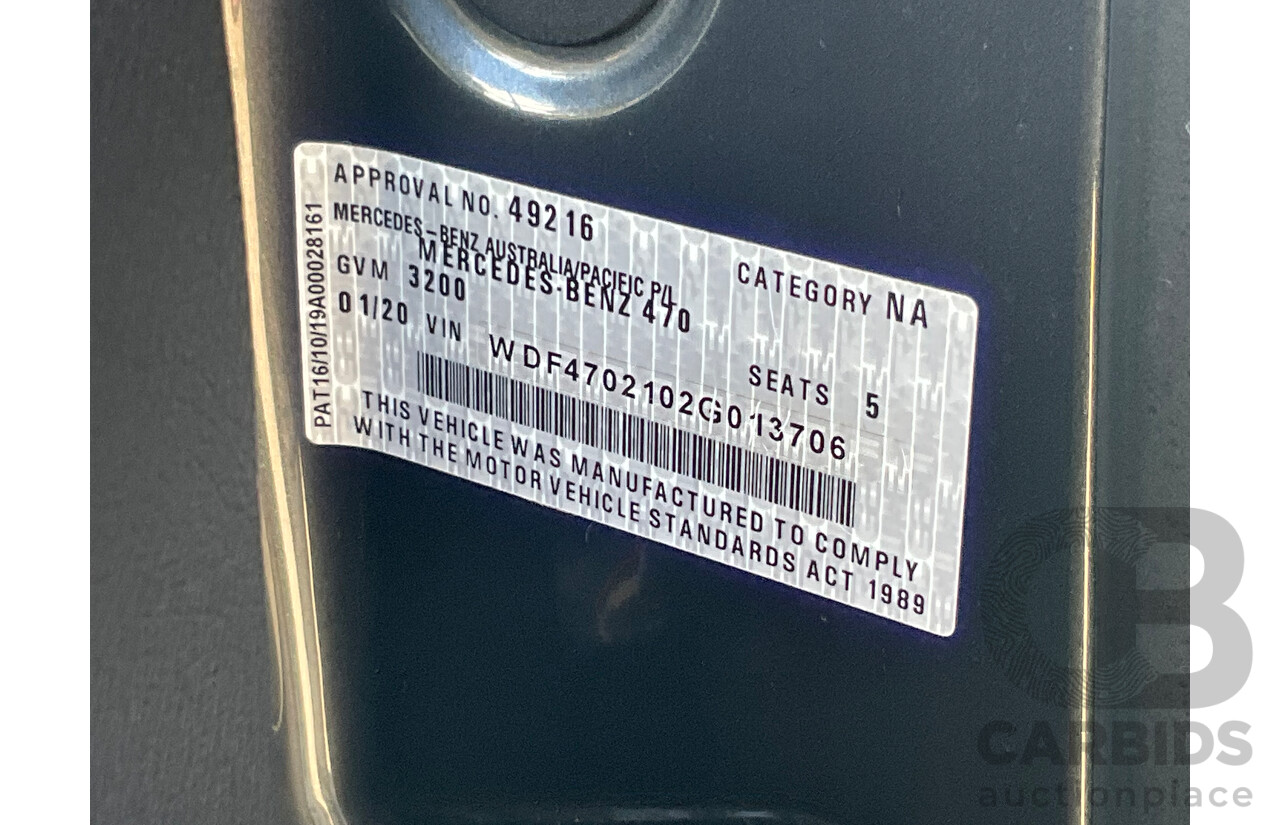 APPROVAL NO. 49216
CATEGORY NA
MERCEDES-BENZ AUSTRALIA/PACIFIC P/L
MERCEDES-BENZ 470
GVM 3200
SEATS 5
01/20 VIN WDF4702102G013706
THIS VEHICLE WAS MANUFACTURED TO COMPLY
WITH THE MOTOR VEHICLE STANDARDS ACT 1989
PAT16/10/19A00028161
CB
CARBIDS
auctionplace